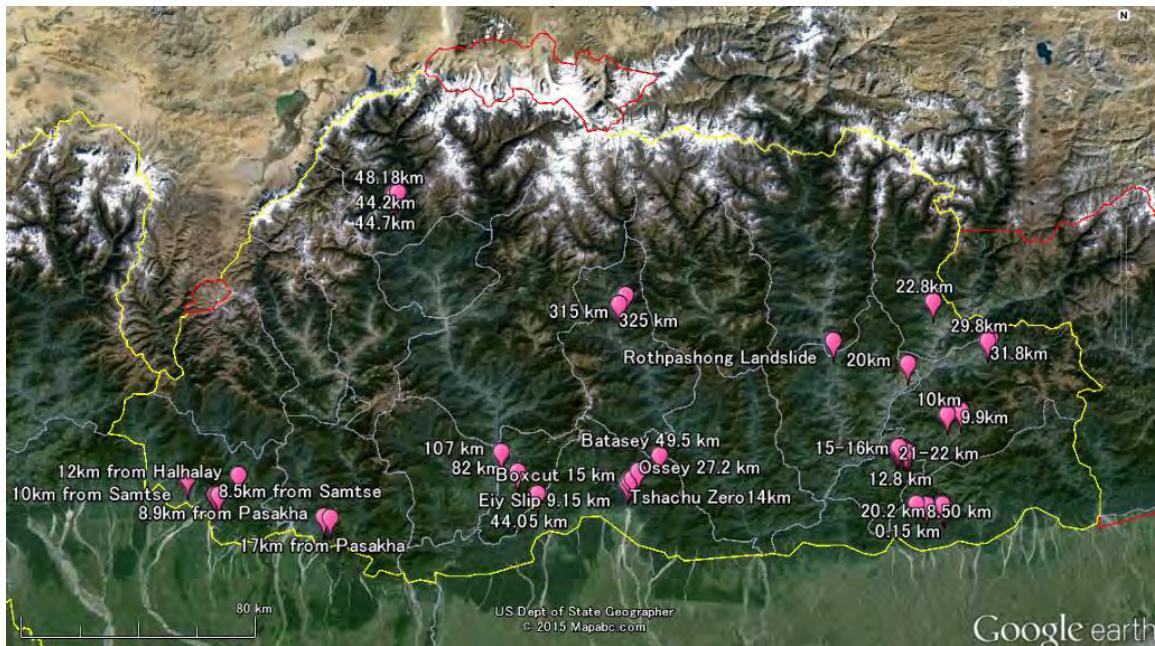 N
48.18km
44.2km
44.7km
22.8km
315 km
325 km
29.8km
31.8km
Rothpashong Landslide
20km
10km
9.9km
107 km
Batasey 49.5 km
15-16km
21-22 km
82 km
Boxcut 15 km
Ossey 27.2 km
12km from Halhalay
12.8 km
10km from Samtse
8.5km from Samtse
Eiy Slip 9.15 km
Tshachu Zero14km
8.9km from Pasakha
44.05 km
20.2 km
8.50 km
0.15 km
17km from Pasakha
80 km
US Dept of State Geographer
© 2015 Mapabc.com
Google earth